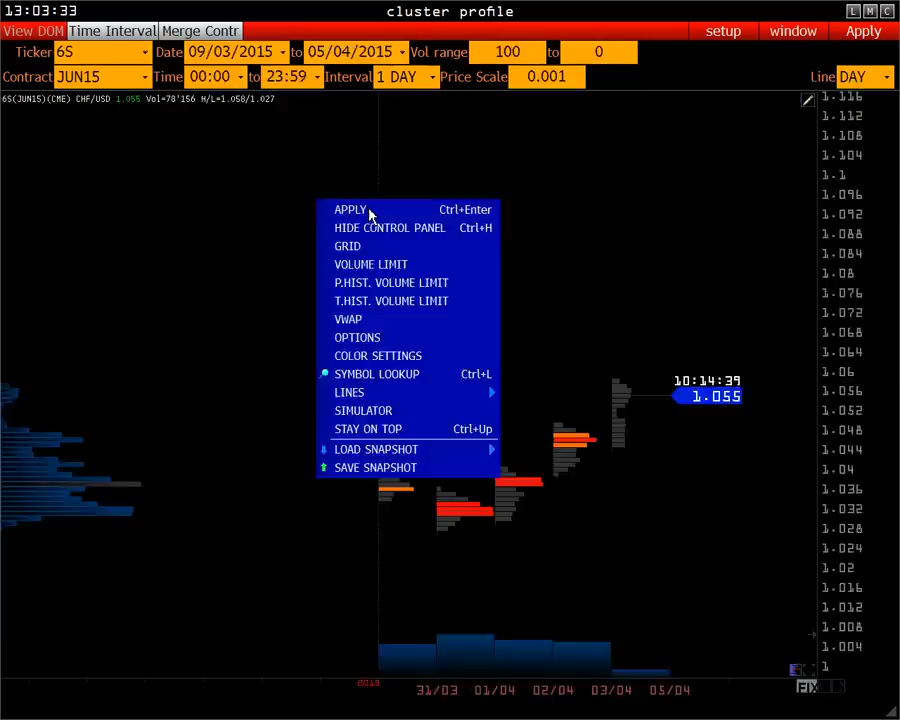 13:03:33 cluster profile L M C
View DOM Time Interval Merge Contr setup window Apply
Ticker 6S Date 09/03/2015 to 05/04/2015 Vol range 100 to 0
Contract JUN15 Time 00:00 to 23:59 Interval 1 DAY Price Scale 0.001 Line DAY
6S(JUN15)(CME) CHF/USD 1.055 Vol=78'156 H/L=1.058/1.027
1.116
1.112
1.108
1.104
1.1
1.096
1.092
1.088
1.084
1.08
1.076
1.072
1.068
1.064
1.06
1.056
1.052
1.048
1.044
1.04
1.036
1.032
1.028
1.024
1.02
1.016
1.012
1.008
1.004
1
APPLY Ctrl+Enter
HIDE CONTROL PANEL Ctrl+H
GRID
VOLUME LIMIT
P.HIST. VOLUME LIMIT
T.HIST. VOLUME LIMIT
VWAP
OPTIONS
COLOR SETTINGS
SYMBOL LOOKUP Ctrl+L
LINES
SIMULATOR
STAY ON TOP Ctrl+Up
LOAD SNAPSHOT
SAVE SNAPSHOT
10:14:39
1.055
31/03 01/04 02/04 03/04 05/04
FIX